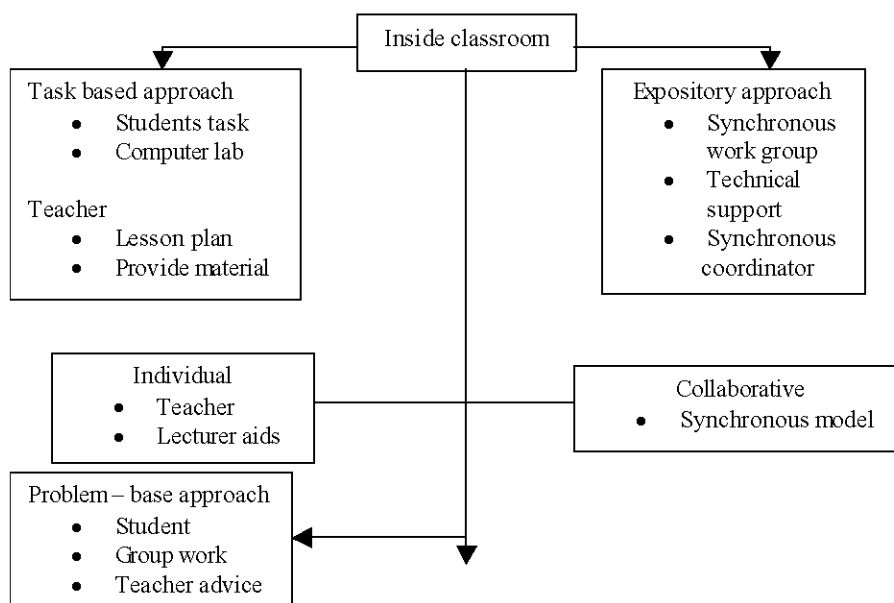 Inside classroom
Task based approach
• Students task
• Computer lab
Teacher
• Lesson plan
• Provide material
Expository approach
• Synchronous
work group
• Technical
support
• Synchronous
coordinator
Individual
• Teacher
• Lecturer aids
Collaborative
• Synchronous model
Problem – base approach
• Student
• Group work
• Teacher advice